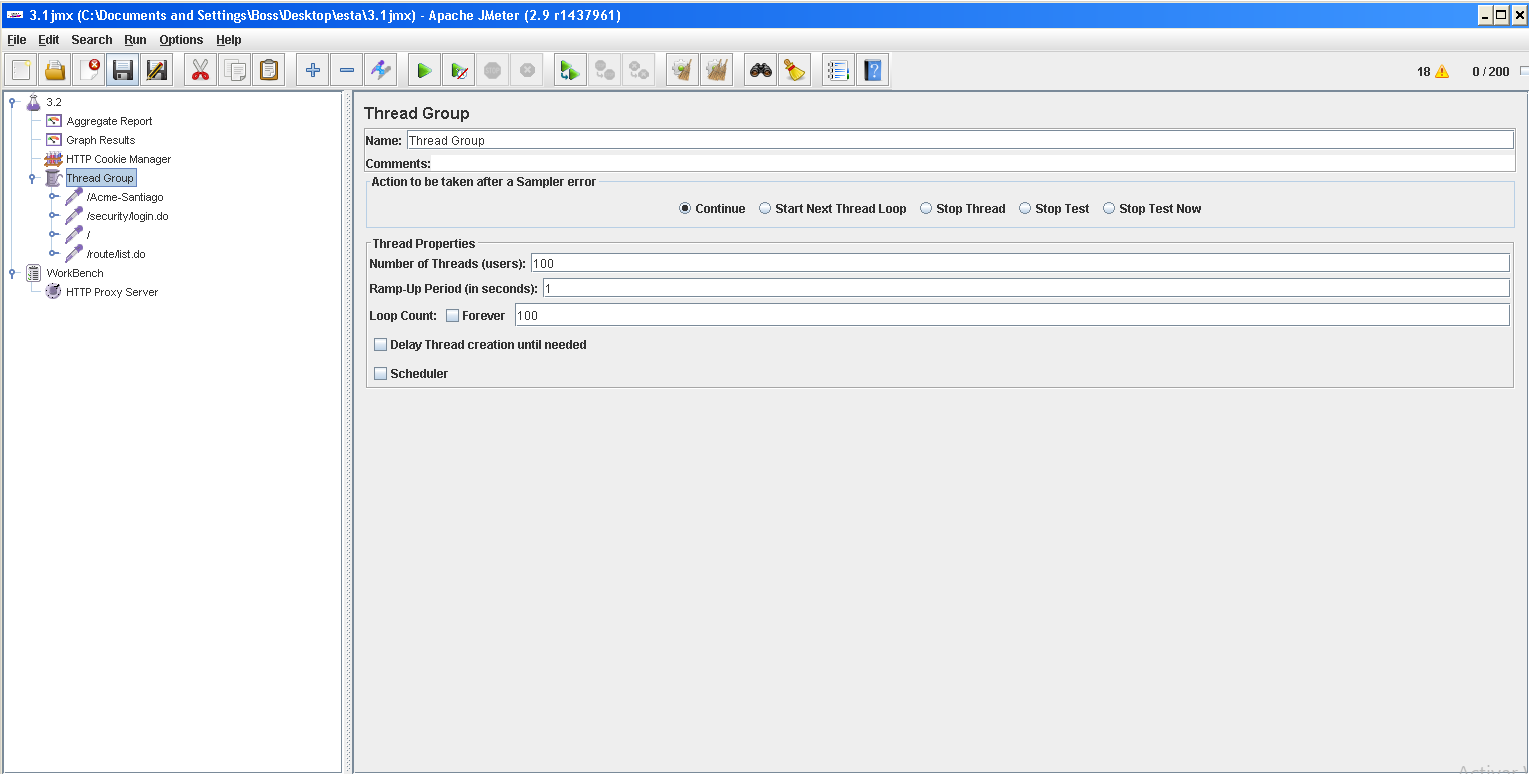 3.1.jmx (C:\Documents and Settings\Boss\Desktop\esta\3.1.jmx) - Apache JMeter (2.9 r1437961)
File Edit Search Run Options Help
18 0 / 200
3.2
Aggregate Report
Graph Results
HTTP Cookie Manager
Thread Group
/Acme-Santiago
/security/login.do
/
/route/list.do
WorkBench
HTTP Proxy Server
Thread Group
Name: Thread Group
Comments:
Action to be taken after a Sampler error
Continue Start Next Thread Loop Stop Thread Stop Test Stop Test Now
Thread Properties
Number of Threads (users): 100
Ramp-Up Period (in seconds): 1
Loop Count: Forever 100
Delay Thread creation until needed
Scheduler